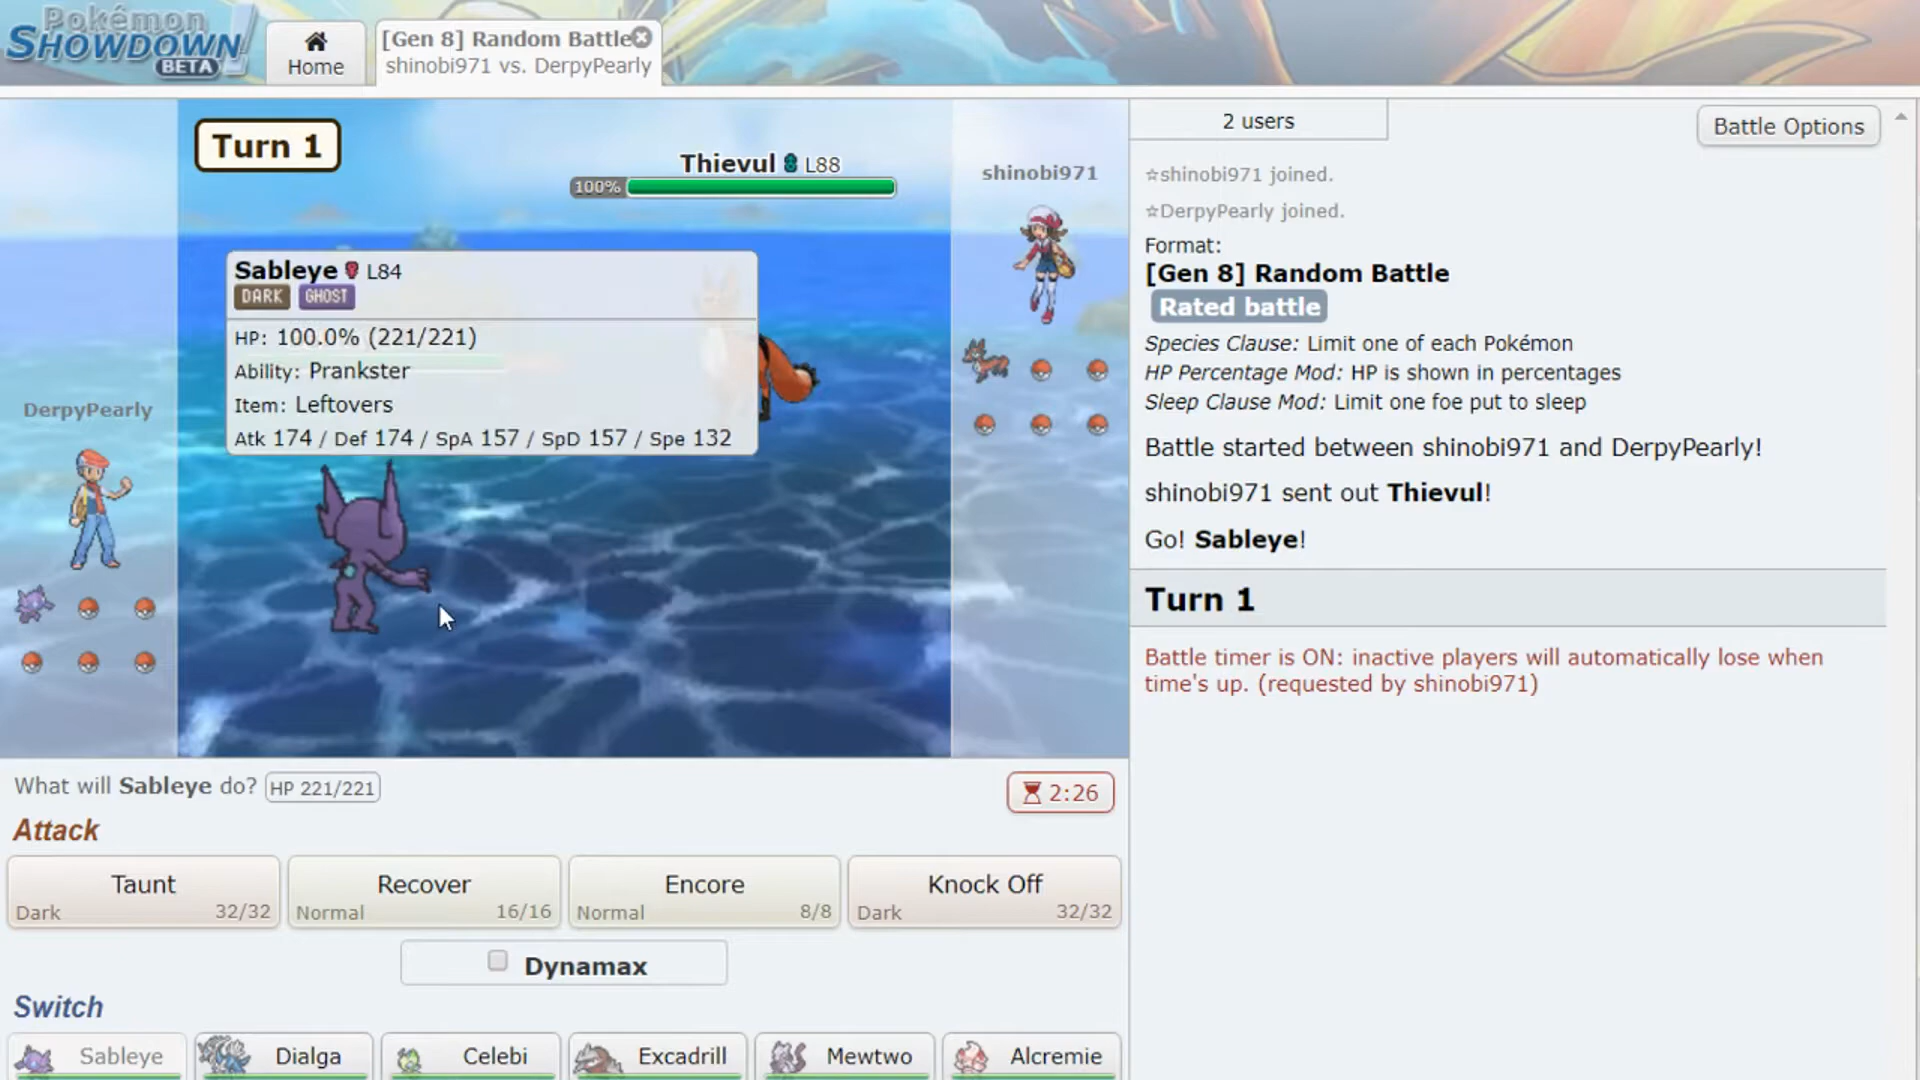 Pokémon
SHOWDOWN!
BETA
Home
[Gen 8] Random Battle
shinobi971 vs. DerpyPearly
Turn 1
Thievul L88
100%
shinobi971
Sableye L84
DARK GHOST
HP: 100.0% (221/221)
Ability: Prankster
Item: Leftovers
Atk 174 / Def 174 / SpA 157 / SpD 157 / Spe 132
DerpyPearly
2 users
Battle Options
☆shinobi971 joined.
☆DerpyPearly joined.
Format:
[Gen 8] Random Battle
Rated battle
Species Clause: Limit one of each Pokémon
HP Percentage Mod: HP is shown in percentages
Sleep Clause Mod: Limit one foe put to sleep
Battle started between shinobi971 and DerpyPearly!
shinobi971 sent out Thievul!
Go! Sableye!
Turn 1
Battle timer is ON: inactive players will automatically lose when
time's up. (requested by shinobi971)
What will Sableye do? HP 221/221
2:26
Attack
Taunt
Dark 32/32
Recover
Normal 16/16
Encore
Normal 8/8
Knock Off
Dark 32/32
Dynamax
Switch
Sableye
Dialga
Celebi
Excadrill
Mewtwo
Alcremie